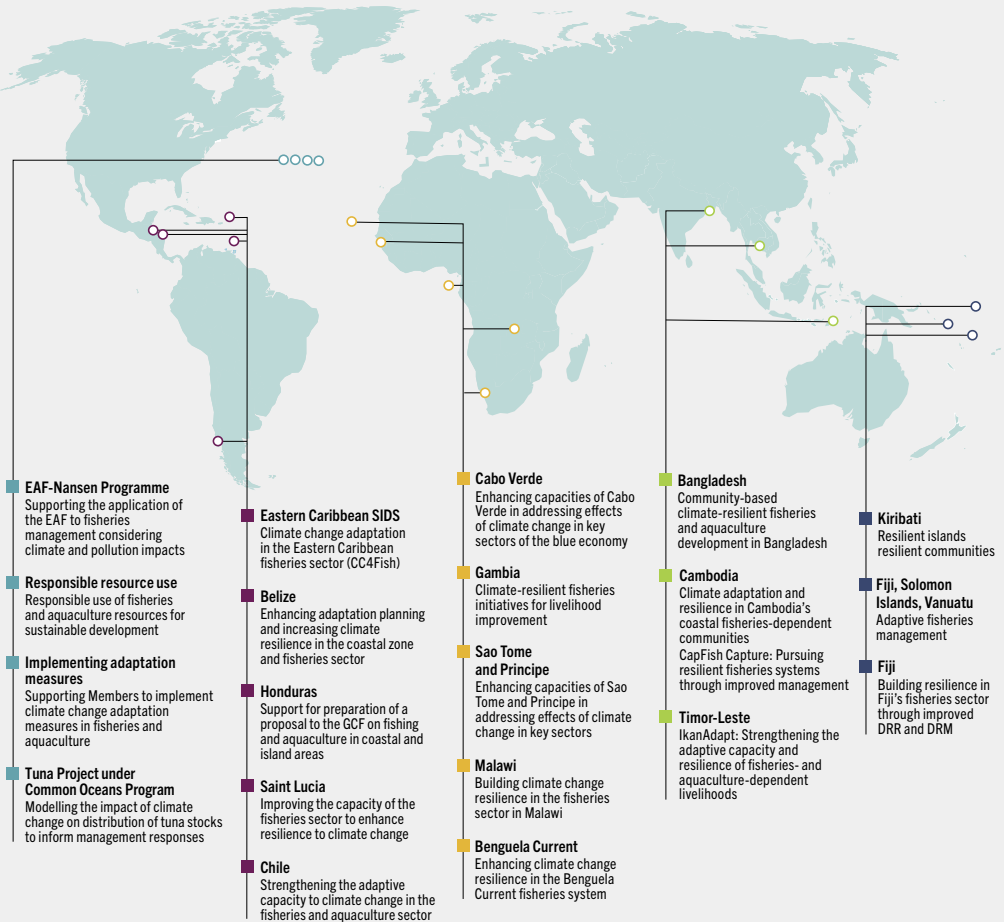 EAF-Nansen Programme
Supporting the application of
the EAF to fisheries
management considering
climate and pollution impacts
Responsible resource use
Responsible use of fisheries
and aquaculture resources for
sustainable development
Implementing adaptation
measures
Supporting Members to implement
climate change adaptation
measures in fisheries and
aquaculture
Tuna Project under
Common Oceans Program
Modelling the impact of climate
change on distribution of tuna stocks
to inform management responses
Eastern Caribbean SIDS
Climate change adaptation
in the Eastern Caribbean
fisheries sector (CC4Fish)
Belize
Enhancing adaptation planning
and increasing climate
resilience in the coastal zone
and fisheries sector
Honduras
Support for preparation of a
proposal to the GCF on fishing
and aquaculture in coastal and
island areas
Saint Lucia
Improving the capacity of the
fisheries sector to enhance
resilience to climate change
Chile
Strengthening the adaptive
capacity to climate change in the
fisheries and aquaculture sector
Cabo Verde
Enhancing capacities of Cabo
Verde in addressing effects
of climate change in key
sectors of the blue economy
Gambia
Climate-resilient fisheries
initiatives for livelihood
improvement
Sao Tome
and Principe
Enhancing capacities of Sao
Tome and Principe in
addressing effects of climate
change in key sectors
Malawi
Building climate change
resilience in the fisheries
sector in Malawi
Benguela Current
Enhancing climate change
resilience in the Benguela
Current fisheries system
Bangladesh
Community-based
climate-resilient fisheries
and aquaculture
development in Bangladesh
Cambodia
Climate adaptation and
resilience in Cambodia's
coastal fisheries-dependent
communities
CapFish Capture: Pursuing
resilient fisheries systems
through improved management
Timor-Leste
IkanAdapt: Strengthening the
adaptive capacity and
resilience of fisheries- and
aquaculture-dependent
livelihoods
Kiribati
Resilient islands
resilient communities
Fiji, Solomon
Islands, Vanuatu
Adaptive fisheries
management
Fiji
Building resilience in
Fiji's fisheries sector
through improved
DRR and DRM